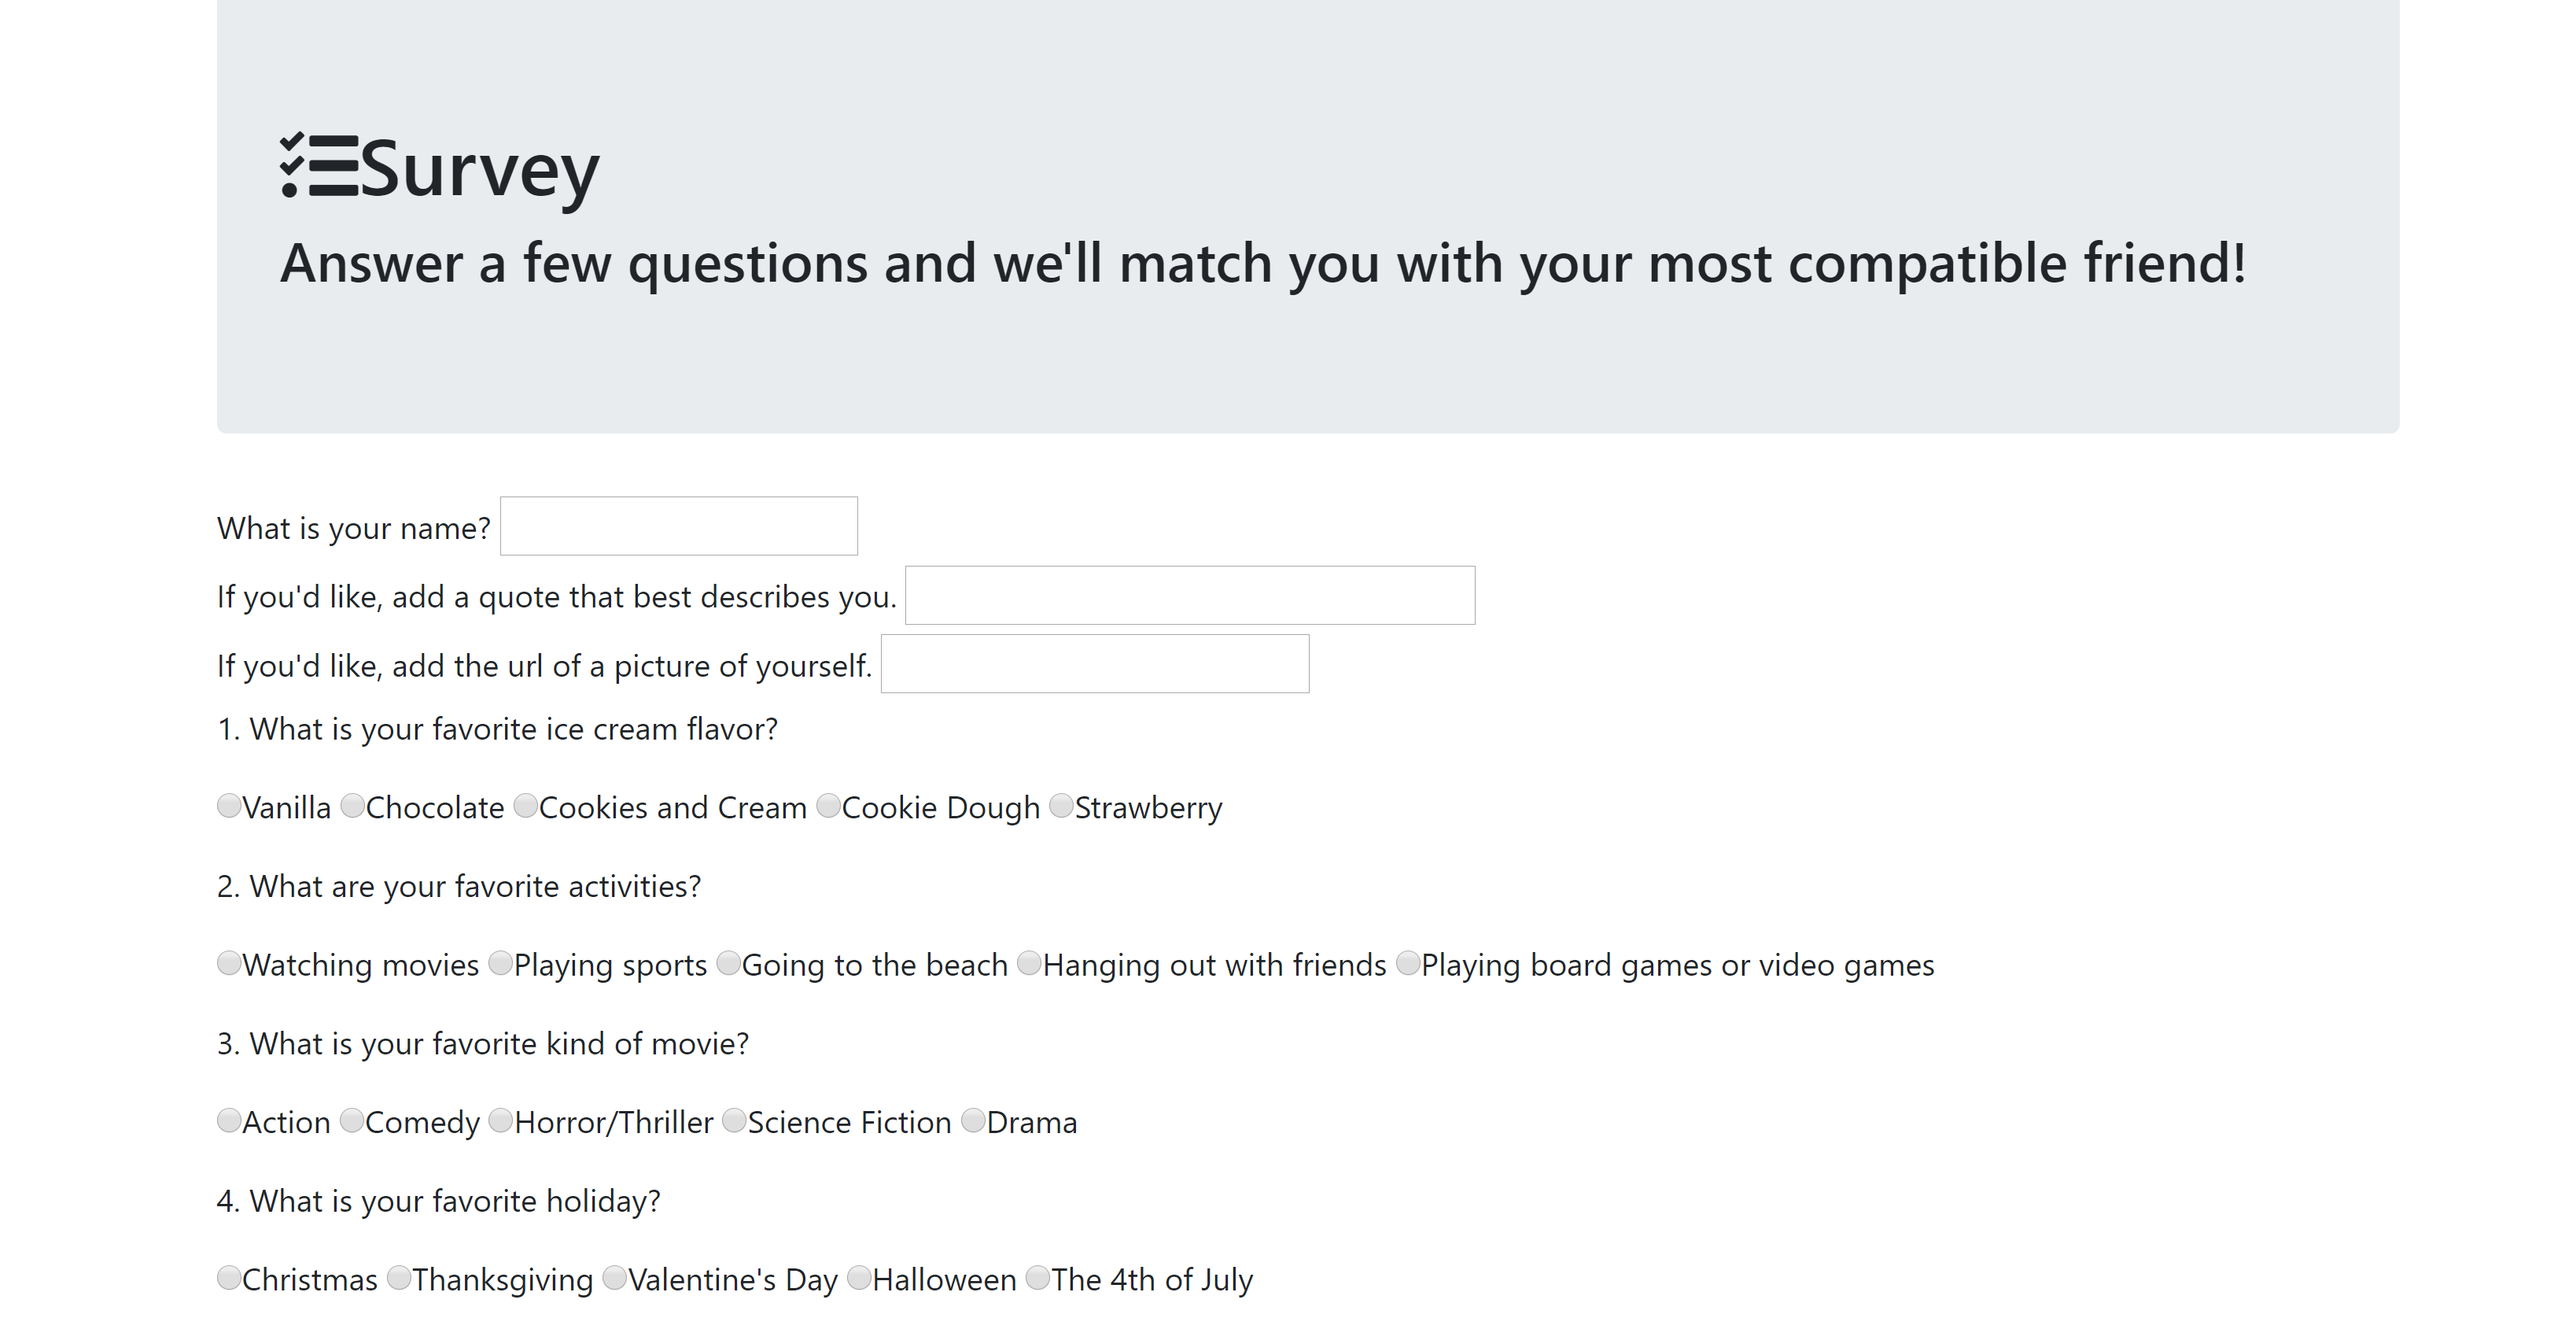 Survey
Answer a few questions and we'll match you with your most compatible friend!
What is your name?
If you'd like, add a quote that best describes you.
If you'd like, add the url of a picture of yourself.
1. What is your favorite ice cream flavor?
Vanilla Chocolate Cookies and Cream Cookie Dough Strawberry
2. What are your favorite activities?
Watching movies Playing sports Going to the beach Hanging out with friends Playing board games or video games
3. What is your favorite kind of movie?
Action Comedy Horror/Thriller Science Fiction Drama
4. What is your favorite holiday?
Christmas Thanksgiving Valentine's Day Halloween The 4th of July